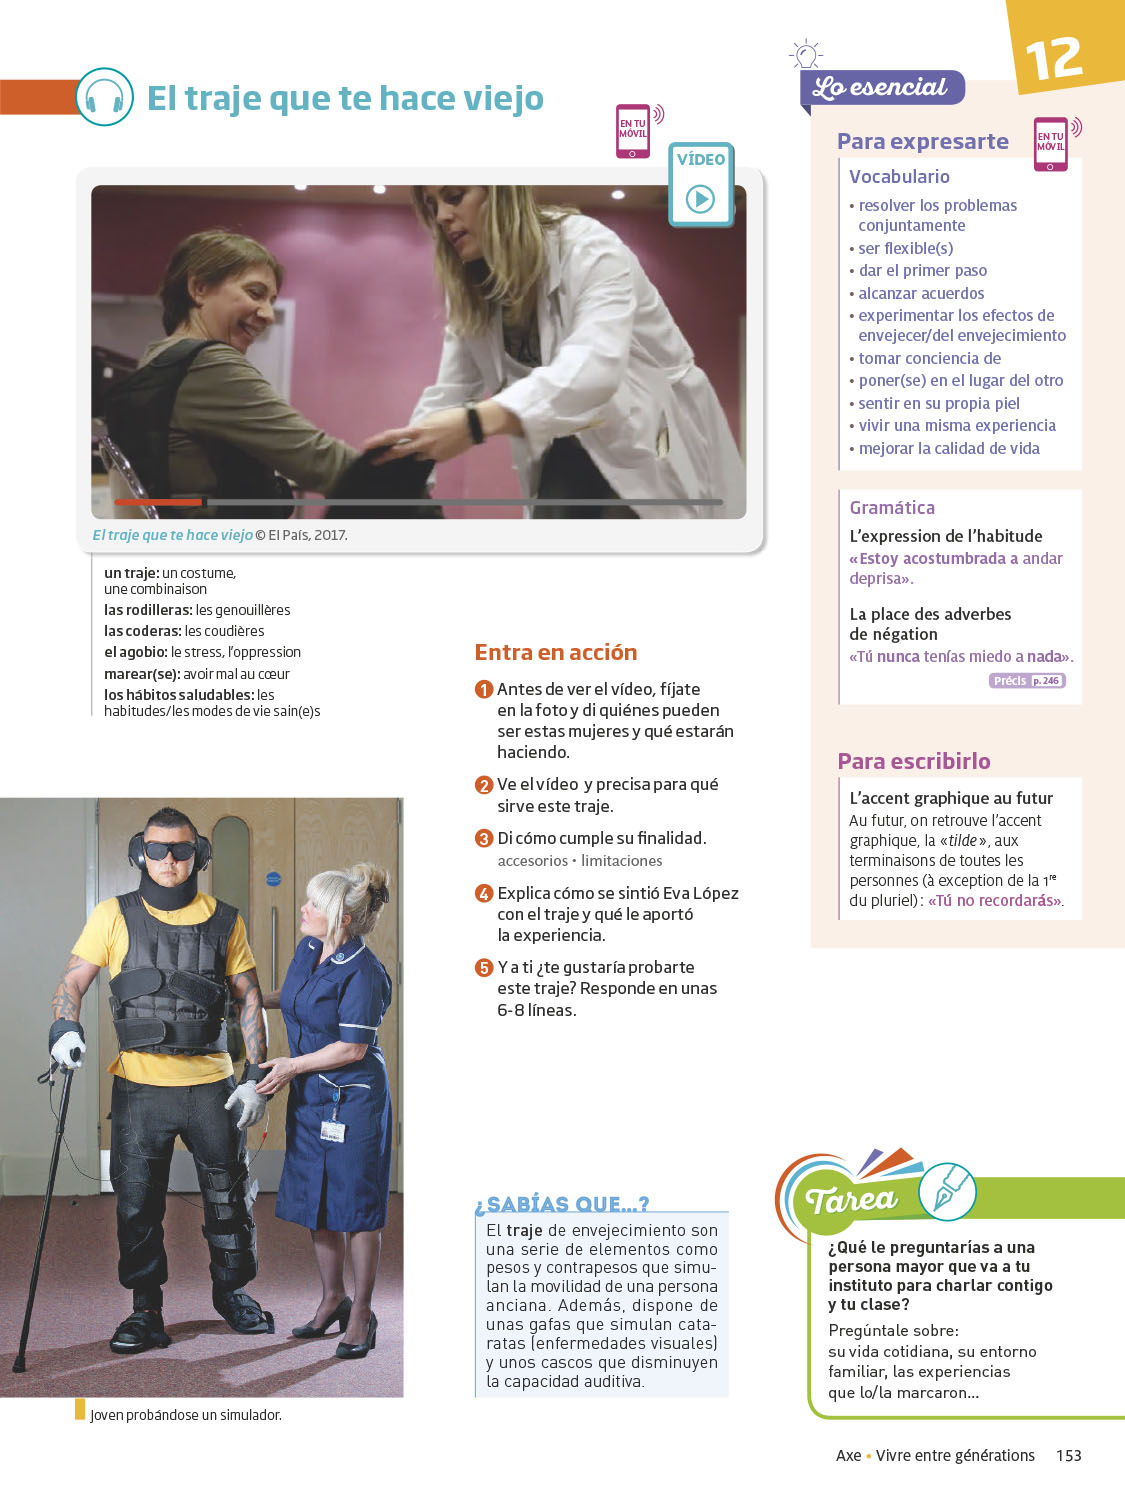 12
El traje que te hace viejo
EN TU
MÓVIL
VÍDEO
El traje que te hace viejo © El País, 2017.
un traje: un costume,
une combinaison
las rodilleras: les genouillères
las coderas: les coudières
el agobio: le stress, l'oppression
marear(se): avoir mal au cœur
los hábitos saludables: les
habitudes/les modes de vie sain(e)s
Entra en acción
1 Antes de ver el vídeo, fíjate
en la foto y di quiénes pueden
ser estas mujeres y qué estarán
haciendo.
2 Ve el vídeo y precisa para qué
sirve este traje.
3 Di cómo cumple su finalidad.
accesorios • limitaciones
4 Explica cómo se sintió Eva López
con el traje y qué le aportó
la experiencia.
5 Y a ti ¿te gustaría probarte
este traje? Responde en unas
6-8 líneas.
Joven probándose un simulador.
¿SABÍAS QUE...?
El traje de envejecimiento son
una serie de elementos como
pesos y contrapesos que simu-
lan la movilidad de una persona
anciana. Además, dispone de
unas gafas que simulan cata-
ratas (enfermedades visuales)
y unos cascos que disminuyen
la capacidad auditiva.
Lo esencial
Para expresarte
EN TU
MÓVIL
Vocabulario
• resolver los problemas
conjuntamente
• ser flexible(s)
• dar el primer paso
• alcanzar acuerdos
• experimentar los efectos de
envejecer/del envejecimiento
• tomar conciencia de
• poner(se) en el lugar del otro
• sentir en su propia piel
• vivir una misma experiencia
• mejorar la calidad de vida
Gramática
L'expression de l'habitude
«Estoy acostumbrada a andar
deprisa».
La place des adverbes
de négation
«Tú nunca tenías miedo a nada».
Précis p. 246
Para escribirlo
L'accent graphique au futur
Au futur, on retrouve l'accent
graphique, la «tilde», aux
terminaisons de toutes les
personnes (à exception de la 1re
du pluriel) : «Tú no recordarás».
Tarea
¿Qué le preguntarías a una
persona mayor que va a tu
instituto para charlar contigo
y tu clase?
Pregúntale sobre:
su vida cotidiana, su entorno
familiar, las experiencias
que lo/la marcaron...
Axe • Vivre entre générations 153